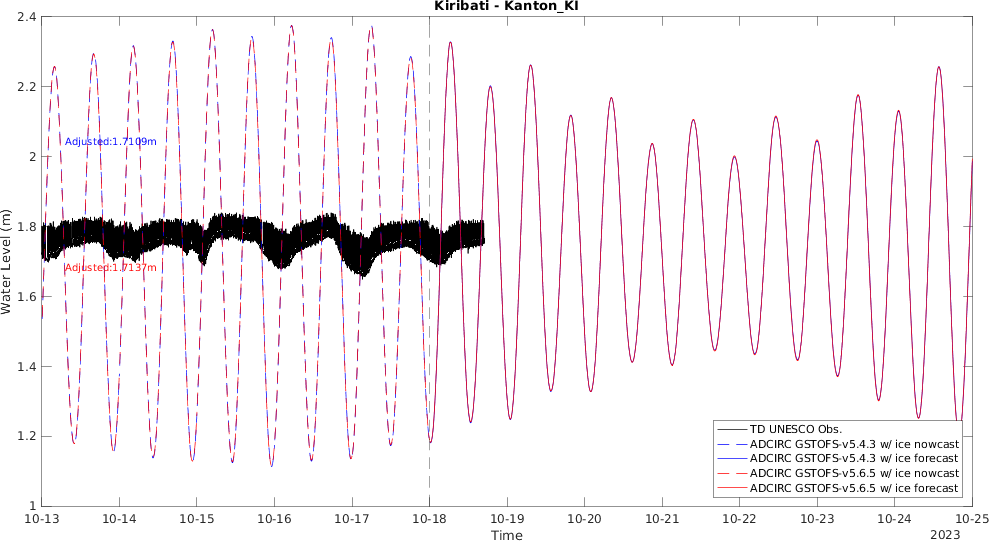 Kiribati - Kanton_KI
2.4
2.2
2
1.8
1.6
1.4
1.2
1
Water Level (m)
Adjusted:1.7109m
Adjusted:1.7137m
TD UNESCO Obs.
ADCIRC GSTOFS-v5.4.3 w/ ice nowcast
ADCIRC GSTOFS-v5.4.3 w/ ice forecast
ADCIRC GSTOFS-v5.6.5 w/ ice nowcast
ADCIRC GSTOFS-v5.6.5 w/ ice forecast
10-13 10-14 10-15 10-16 10-17 10-18 10-19 10-20 10-21 10-22 10-23 10-24 10-25
Time
2023